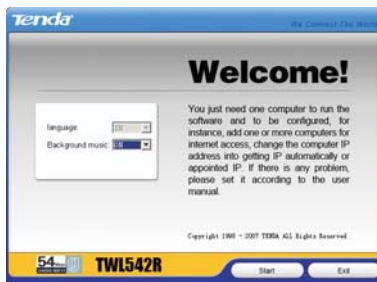 Tenda
We Connect The World
Welcome!
language:
Background music:
You just need one computer to run the
software and to be configured, for
instance, add one or more computers for
internet access, change the computer IP
address into getting IP automatically or
appointed IP. If there is any problem,
please set it according to the user
manual.
Copyright 1998 - 2007 TENDA ALL Rights Reserved
54
TWL542R
Start
Exit